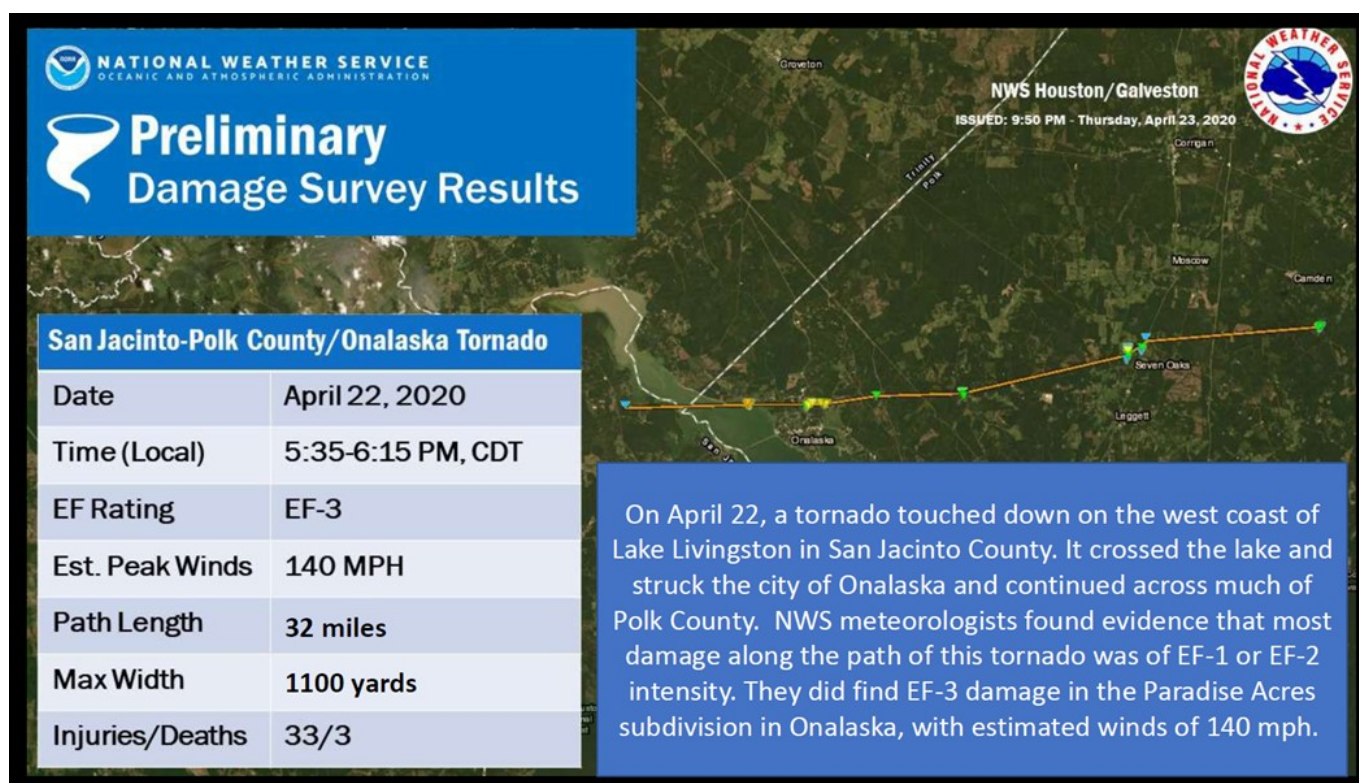 NATIONAL WEATHER SERVICE
OCEANIC AND ATMOSPHERIC ADMINISTRATION
Preliminary
Damage Survey Results
NWS Houston/Galveston
ISSUED: 9:50 PM - Thursday, April 23, 2020
NATIONAL WEATHER SERVICE
Groveton
Corrigan
Trinity
Polk
Moscow
Camden
Seven Oaks
Leggett
Onalaska
San
San Jacinto-Polk County/Onalaska Tornado
Date April 22, 2020
Time (Local) 5:35-6:15 PM, CDT
EF Rating EF-3
Est. Peak Winds 140 MPH
Path Length 32 miles
Max Width 1100 yards
Injuries/Deaths 33/3
On April 22, a tornado touched down on the west coast of
Lake Livingston in San Jacinto County. It crossed the lake and
struck the city of Onalaska and continued across much of
Polk County. NWS meteorologists found evidence that most
damage along the path of this tornado was of EF-1 or EF-2
intensity. They did find EF-3 damage in the Paradise Acres
subdivision in Onalaska, with estimated winds of 140 mph.